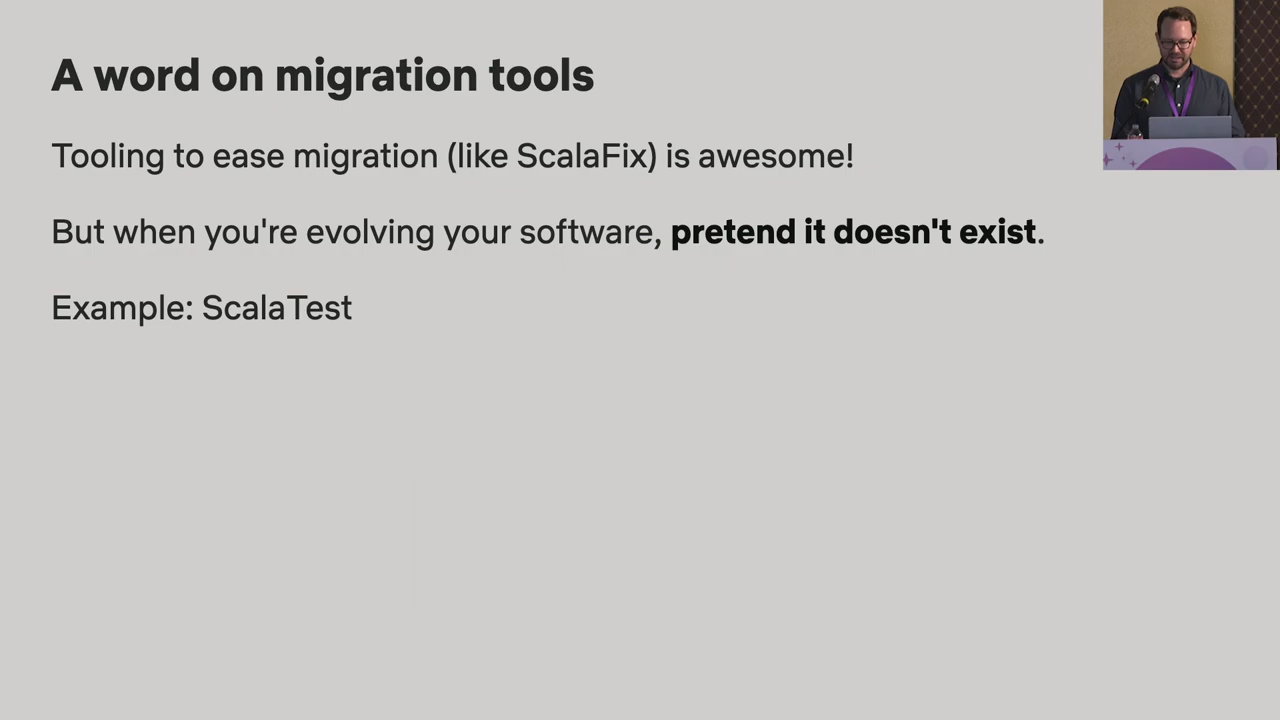 A word on migration tools
Tooling to ease migration (like ScalaFix) is awesome!
But when you're evolving your software, pretend it doesn't exist.
Example: ScalaTest